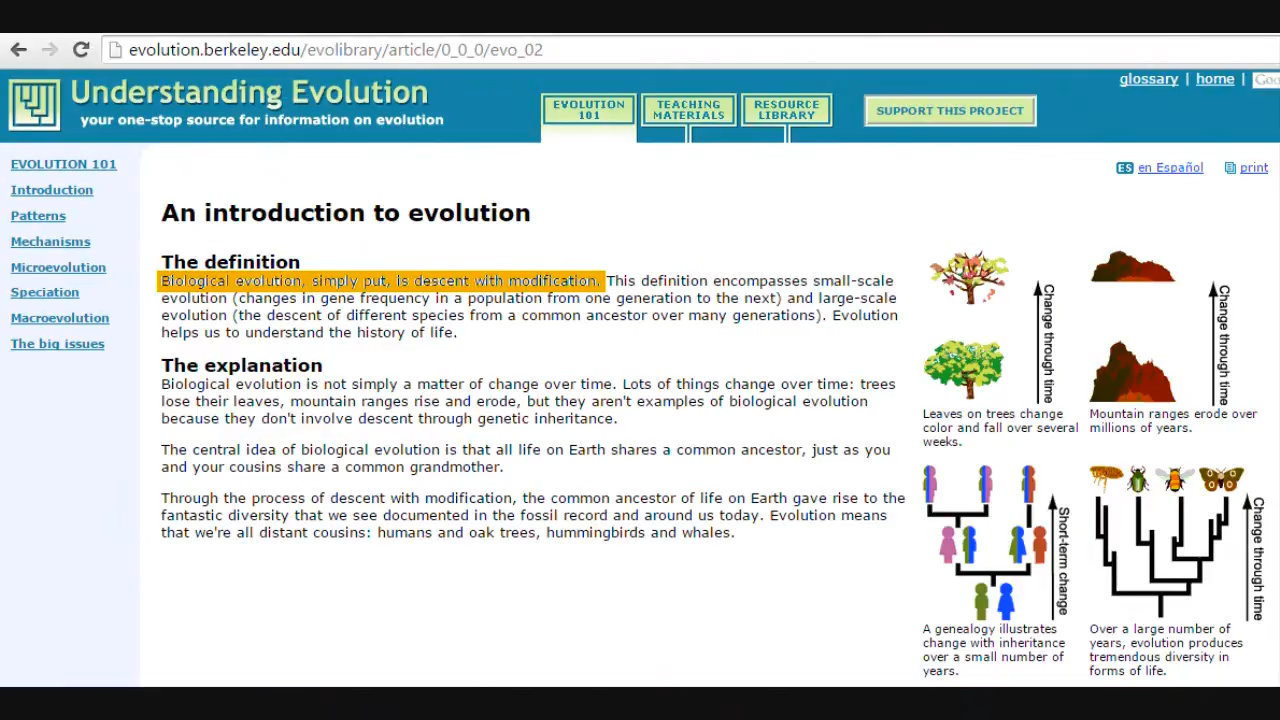 evolution.berkeley.edu/evolibrary/article/0_0_0/evo_02
glossary | home |
Understanding Evolution
your one-stop source for information on evolution
EVOLUTION
101
TEACHING
MATERIALS
RESOURCE
LIBRARY
SUPPORT THIS PROJECT
EVOLUTION 101
Introduction
Patterns
Mechanisms
Microevolution
Speciation
Macroevolution
The big issues
ES en Español
print
An introduction to evolution
The definition
Biological evolution, simply put, is descent with modification. This definition encompasses small-scale
evolution (changes in gene frequency in a population from one generation to the next) and large-scale
evolution (the descent of different species from a common ancestor over many generations). Evolution
helps us to understand the history of life.
The explanation
Biological evolution is not simply a matter of change over time. Lots of things change over time: trees
lose their leaves, mountain ranges rise and erode, but they aren't examples of biological evolution
because they don't involve descent through genetic inheritance.
The central idea of biological evolution is that all life on Earth shares a common ancestor, just as you
and your cousins share a common grandmother.
Through the process of descent with modification, the common ancestor of life on Earth gave rise to the
fantastic diversity that we see documented in the fossil record and around us today. Evolution means
that we're all distant cousins: humans and oak trees, hummingbirds and whales.
Change through time
Leaves on trees change
color and fall over several
weeks.
Change through time
Mountain ranges erode over
millions of years.
Short-term change
A genealogy illustrates
change with inheritance
over a small number of
years.
Change through time
Over a large number of
years, evolution produces
tremendous diversity in
forms of life.